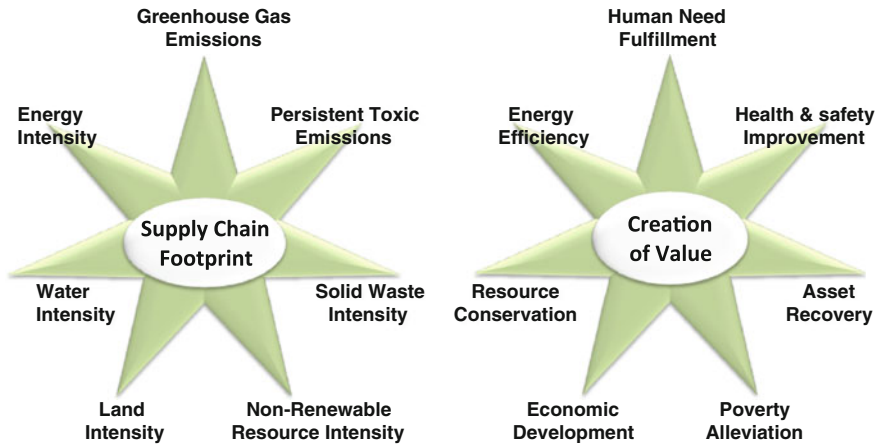 Greenhouse Gas
Emissions
Energy
Intensity
Persistent Toxic
Emissions
Supply Chain
Footprint
Water
Intensity
Solid Waste
Intensity
Land
Intensity
Non-Renewable
Resource Intensity
Human Need
Fulfillment
Energy
Efficiency
Health & safety
Improvement
Creation
of Value
Resource
Conservation
Asset
Recovery
Economic
Development
Poverty
Alleviation